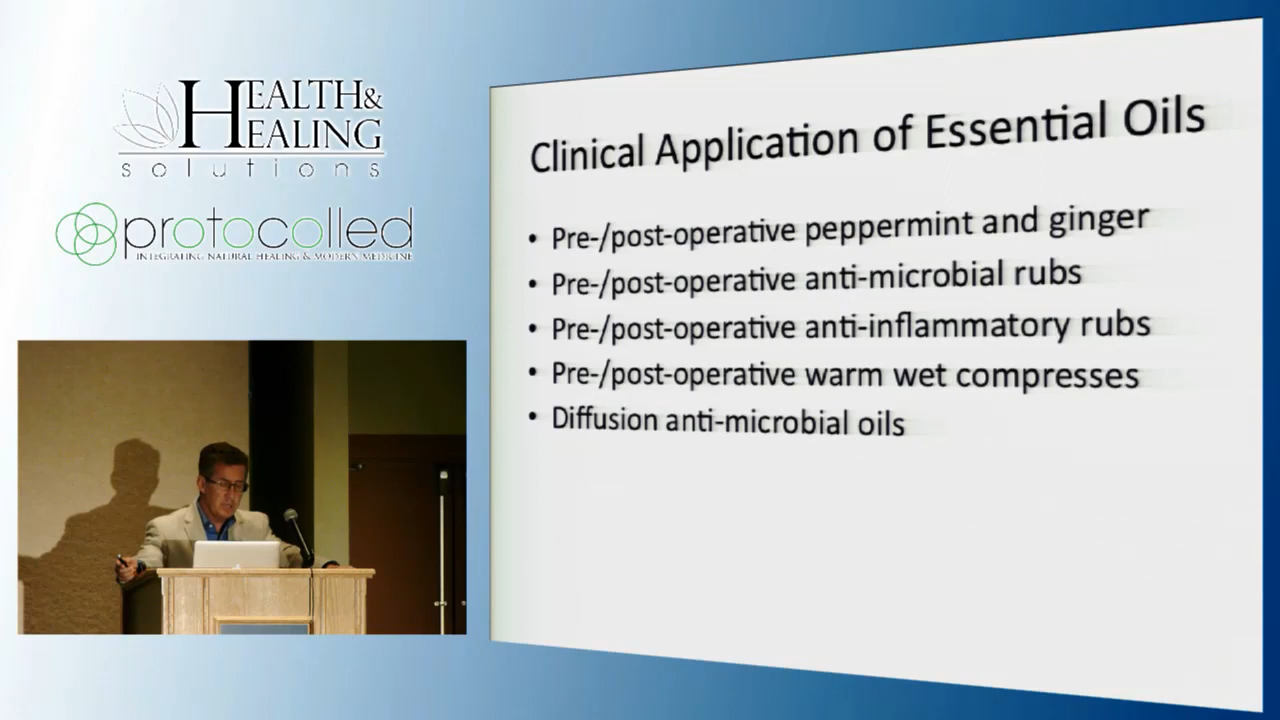 HEALTH&
HEALING
solutions
protocolled
INTEGRATING NATURAL HEALING & MODERN MEDICINE
Clinical Application of Essential Oils
• Pre-/post-operative peppermint and ginger
• Pre-/post-operative anti-microbial rubs
• Pre-/post-operative anti-inflammatory rubs
• Pre-/post-operative warm wet compresses
• Diffusion anti-microbial oils